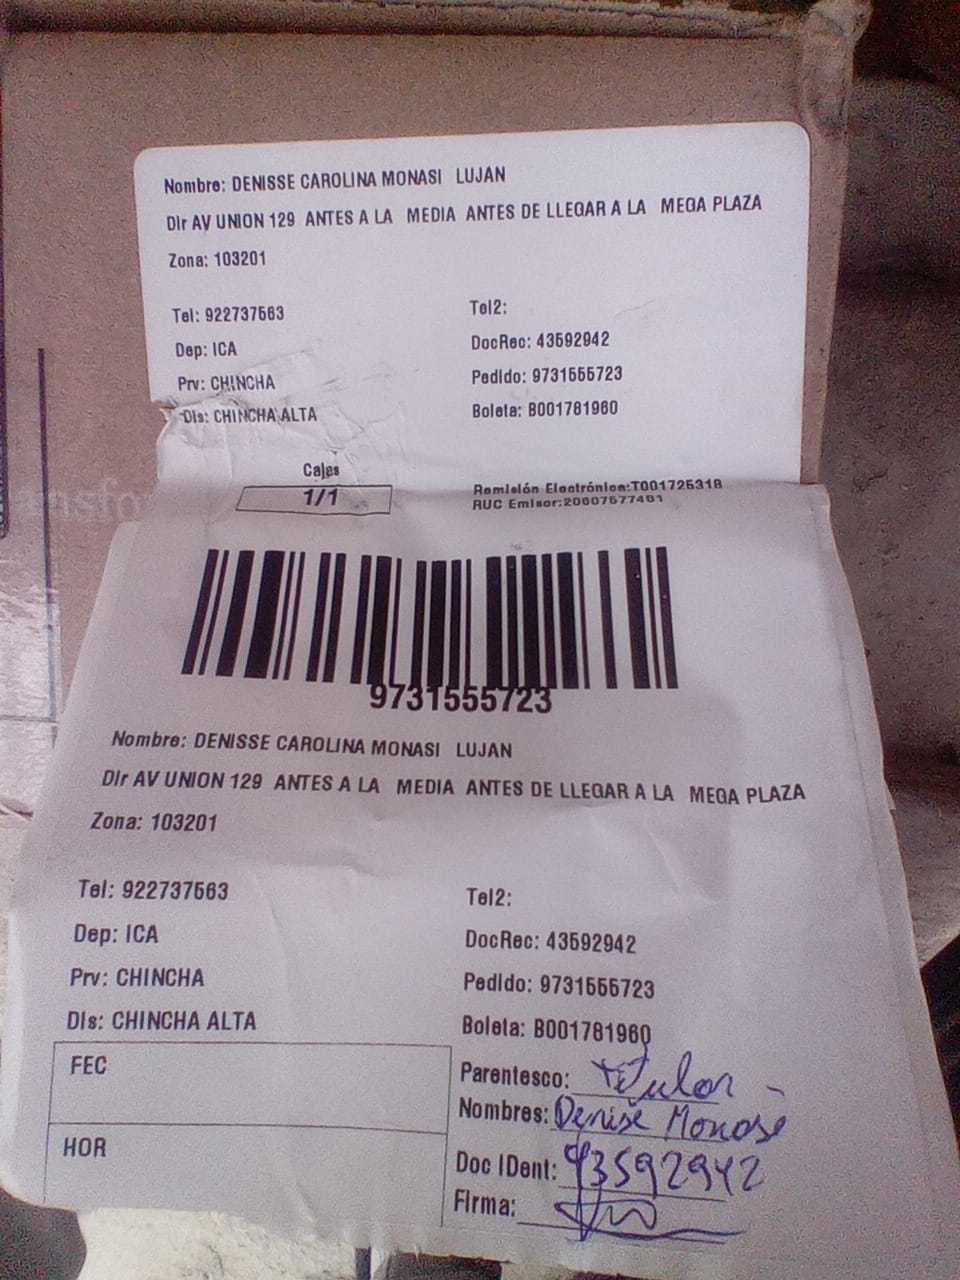 Nombre: DENISSE CAROLINA MONASI LUJAN
Dir AV UNION 129 ANTES A LA MEDIA ANTES DE LLEGAR A LA MEGA PLAZA
Zona: 103201
Tel: 922737563
Tel2:
Dep: ICA
DocRec: 43592942
Prv: CHINCHA
Pedido: 9731555723
Dis: CHINCHA ALTA
Boleta: B001781960
Cajas
1/1
Remisión Electrónica:T001725318
RUC Emisor:20607577461
9731555723
Nombre: DENISSE CAROLINA MONASI LUJAN
Dir AV UNION 129 ANTES A LA MEDIA ANTES DE LLEGAR A LA MEGA PLAZA
Zona: 103201
Tel: 922737563
Tel2:
Dep: ICA
DocRec: 43592942
Prv: CHINCHA
Pedido: 9731555723
Dis: CHINCHA ALTA
Boleta: B001781960
FEC
Parentesco: titular
Nombres: Denise Monasi
HOR
Doc IDent: 43592942
Firma: